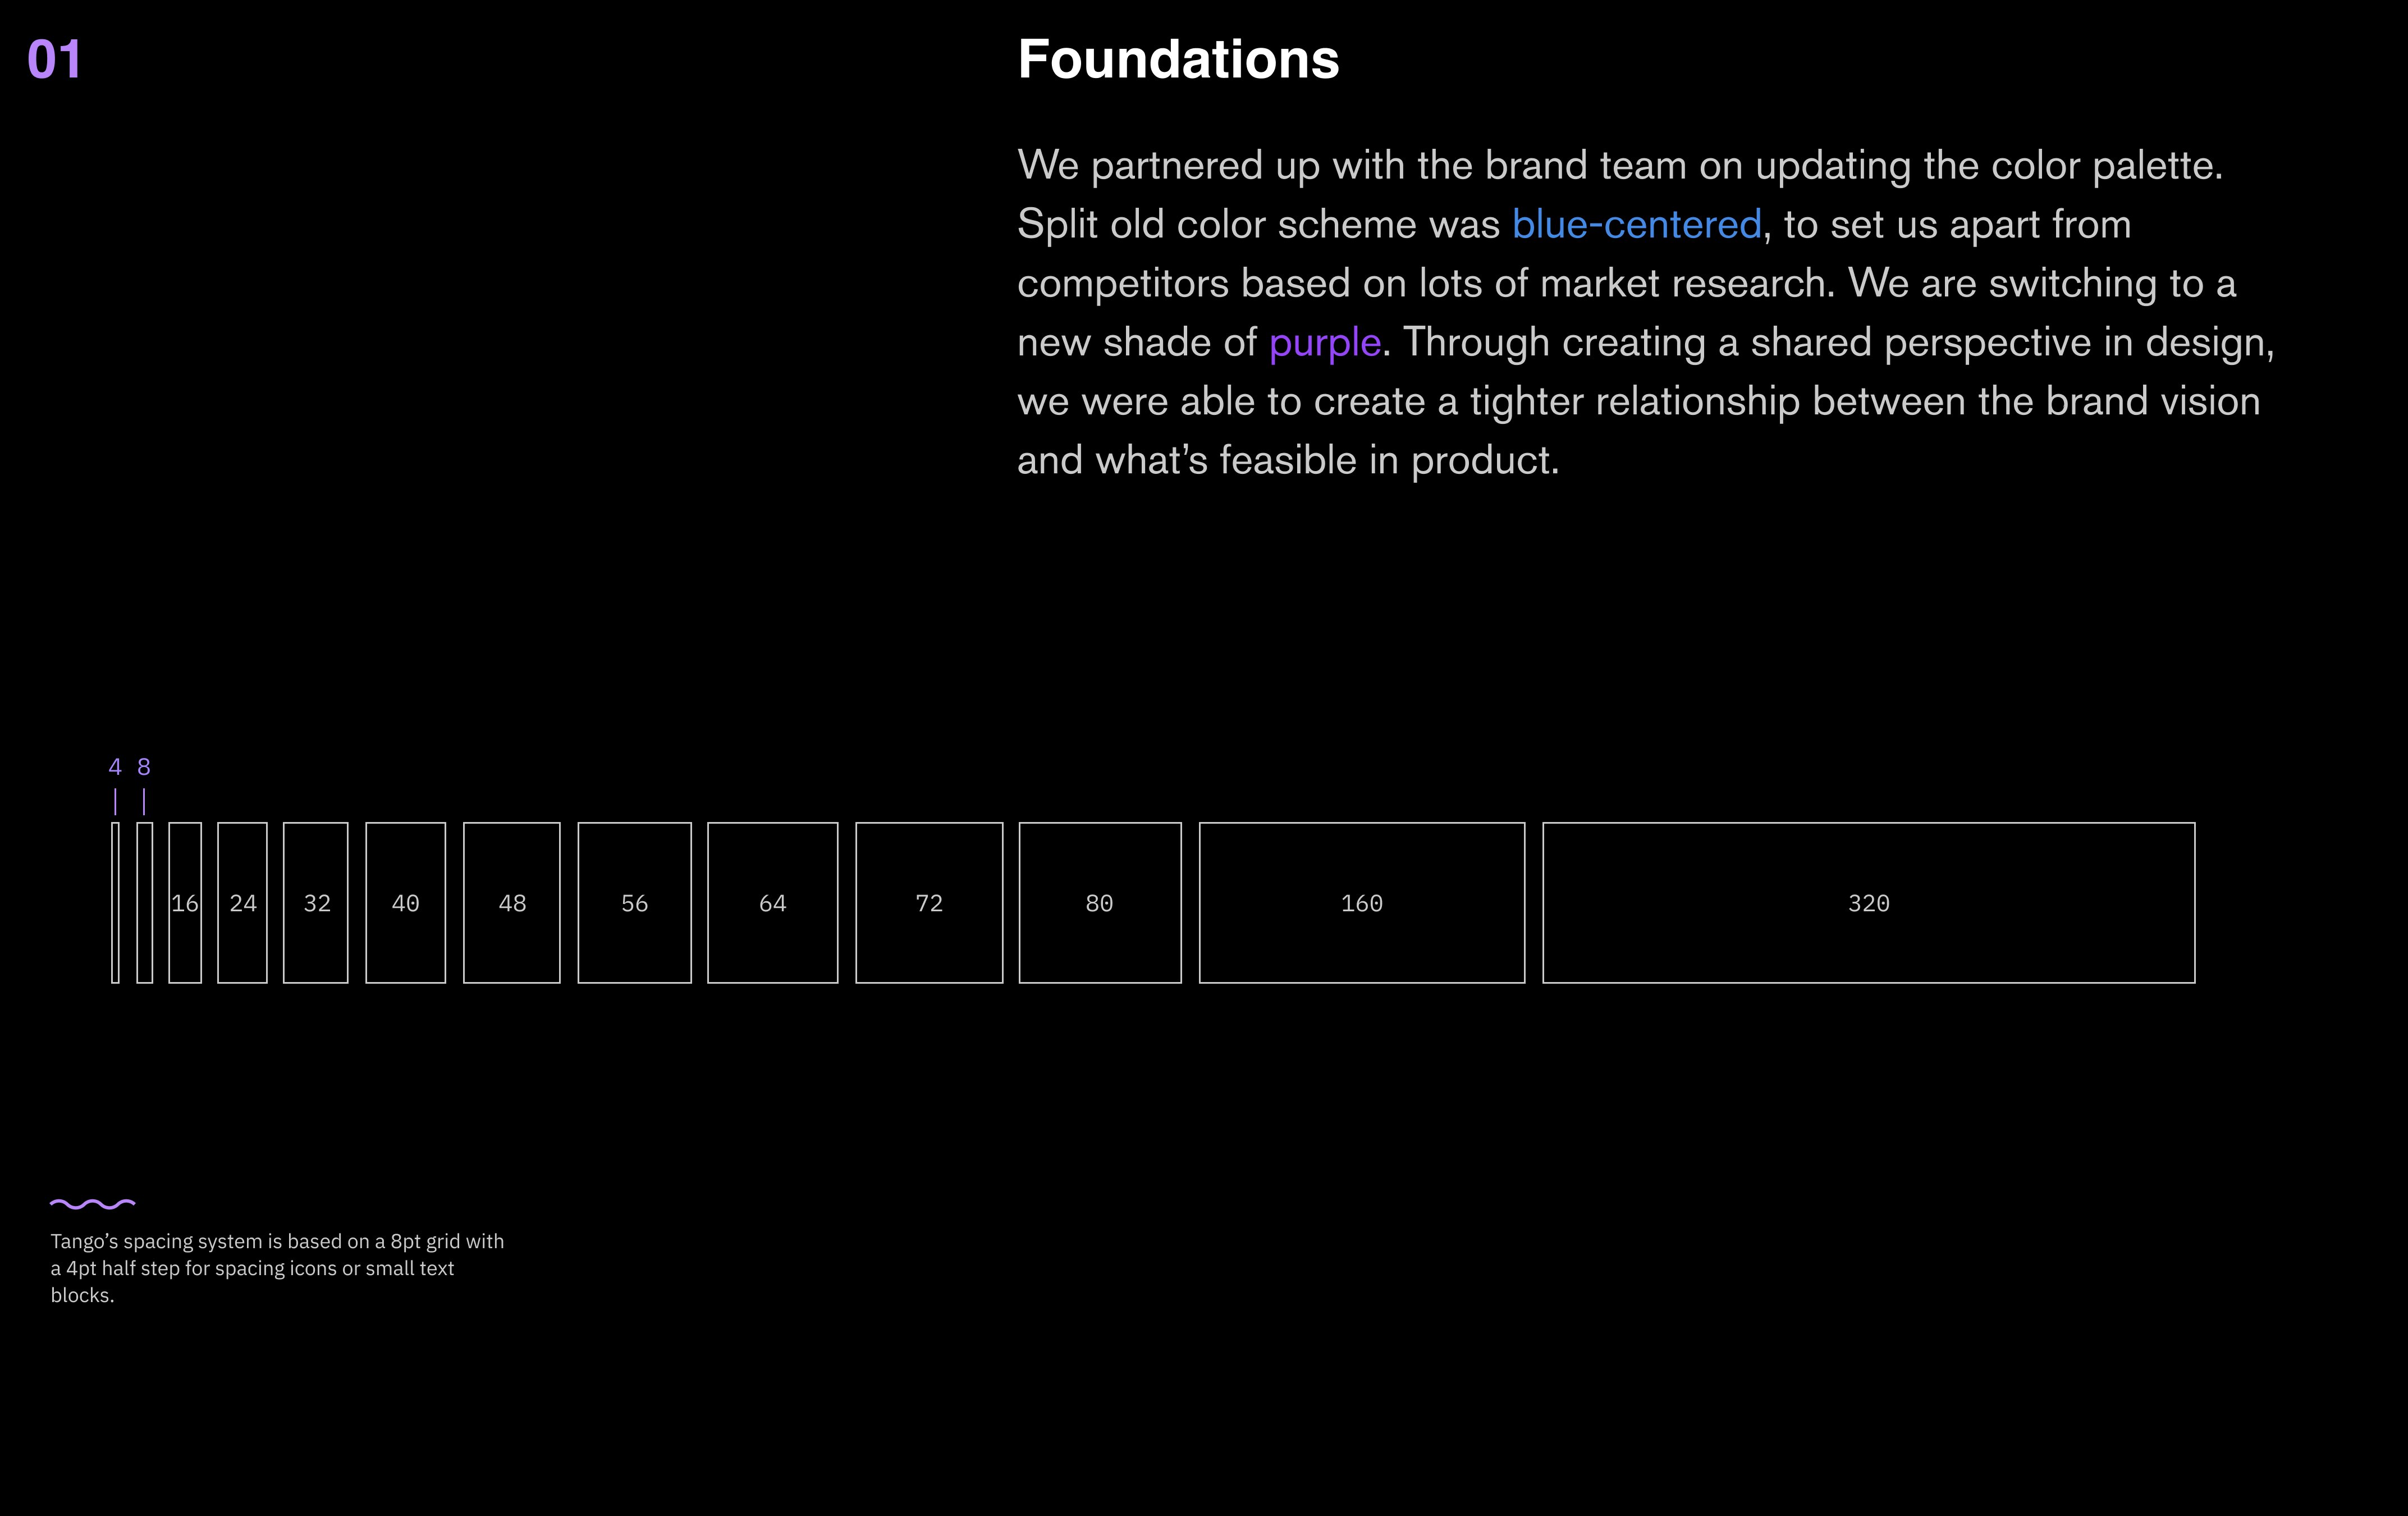 01
Foundations
We partnered up with the brand team on updating the color palette.
Split old color scheme was blue-centered, to set us apart from
competitors based on lots of market research. We are switching to a
new shade of purple. Through creating a shared perspective in design,
we were able to create a tighter relationship between the brand vision
and what’s feasible in product.
4 8
16 24 32 40 48 56 64 72 80 160 320
Tango’s spacing system is based on a 8pt grid with
a 4pt half step for spacing icons or small text
blocks.